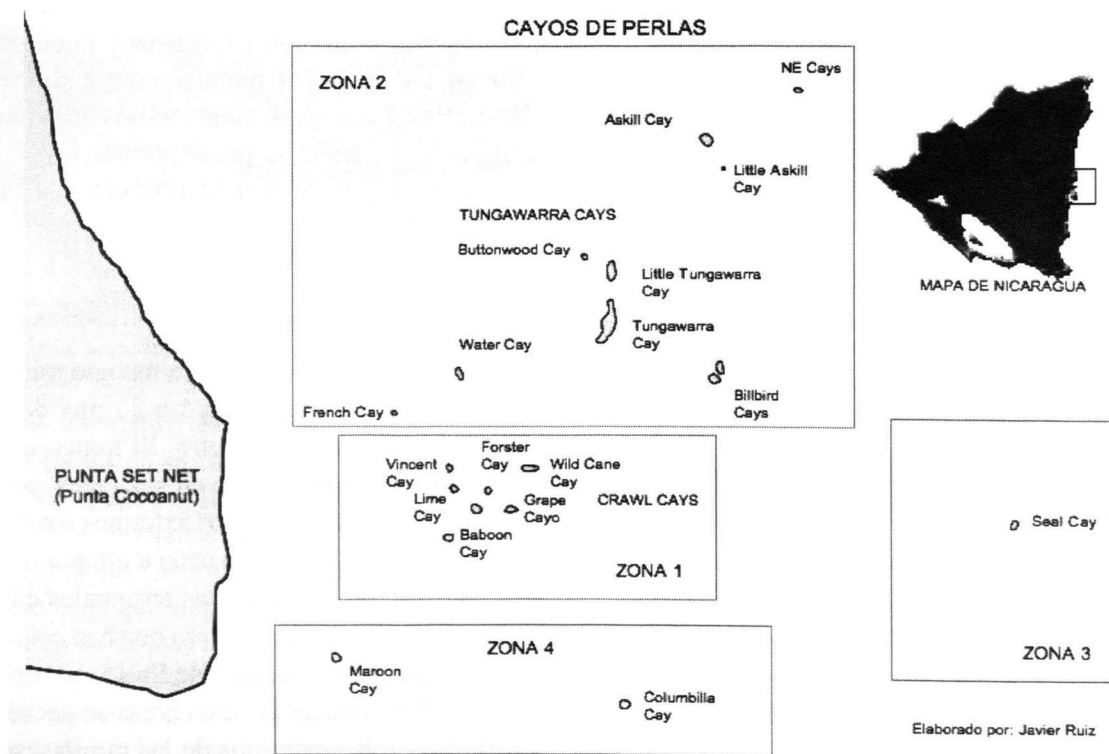 CAYOS DE PERLAS
ZONA 2
NE Cays
Askill Cay
Little Askill
Cay
TUNGAWARRA CAYS
Buttonwood Cay
Little Tungawarra
Cay
MAPA DE NICARAGUA
Tungawarra
Cay
Water Cay
Billbird
Cays
French Cay
PUNTA SET NET
(Punta Cocoanut)
Vincent
Cay
Forster
Cay
Wild Cane
Cay
Lime
Cay
Grape
Cayo
CRAWL CAYS
Baboon
Cay
ZONA 1
Seal Cay
ZONA 3
ZONA 4
Maroon
Cay
Columbilla
Cay
Elaborado por: Javier Ruiz